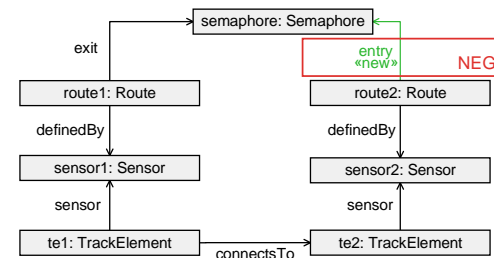 semaphore: Semaphore
exit
entry
«new»
NEG
route1: Route
route2: Route
definedBy
definedBy
sensor1: Sensor
sensor2: Sensor
sensor
sensor
te1: TrackElement
te2: TrackElement
connectsTo